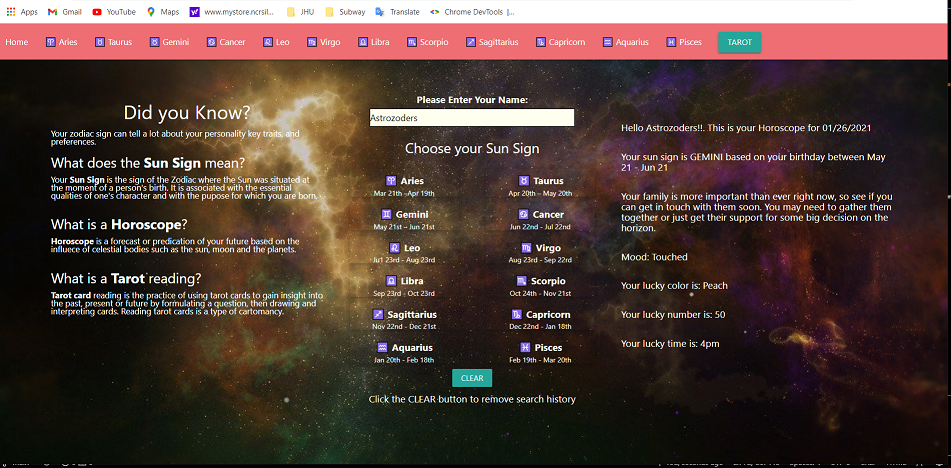 Apps Gmail YouTube Maps www.mystore.ncrsil... JHU Subway Translate Chrome DevTools |...
Home Aries Taurus Gemini Cancer Leo Virgo Libra Scorpio Sagittarius Capricorn Aquarius Pisces TAROT
Did you Know?
Your zodiac sign can tell a lot about your personality key traits, and
preferences.
What does the Sun Sign mean?
Your Sun Sign is the sign of the Zodiac where the Sun was situated at
the moment of a person's birth. It is associated with the essential
qualities of one's character and with the pupose for which you are born.
What is a Horoscope?
Horoscope is a forecast or predication of your future based on the
influece of celestial bodies such as the sun, moon and the planets.
What is a Tarot reading?
Tarot card reading is the practice of using tarot cards to gain insight into
the past, present or future by formulating a question, then drawing and
interpreting cards. Reading tarot cards is a type of cartomancy.
Please Enter Your Name:
Astrozoders
Choose your Sun Sign
Aries Taurus
Mar 21th -Apr 19th Apr 20th – May 20th
Gemini Cancer
May 21st – Jun 21st Jun 22nd - Jul 22nd
Leo Virgo
Ju1 23rd - Aug 23rd Aug 23rd - Sep 22rd
Libra Scorpio
Sep 23rd - Oct 23rd Oct 24th - Nov 21st
Sagittarius Capricorn
Nov 22nd - Dec 21st Dec 22nd - Jan 18th
Aquarius Pisces
Jan 20th - Feb 18th Feb 19th - Mar 20th
CLEAR
Click the CLEAR button to remove search history
Hello Astrozoders!!. This is your Horoscope for 01/26/2021
Your sun sign is GEMINI based on your birthday between May
21 - Jun 21
Your family is more important than ever right now, so see if you
can get in touch with them soon. You may need to gather them
together or just get their support for some big decision on the
horizon.
Mood: Touched
Your lucky color is: Peach
Your lucky number is: 50
Your lucky time is: 4pm